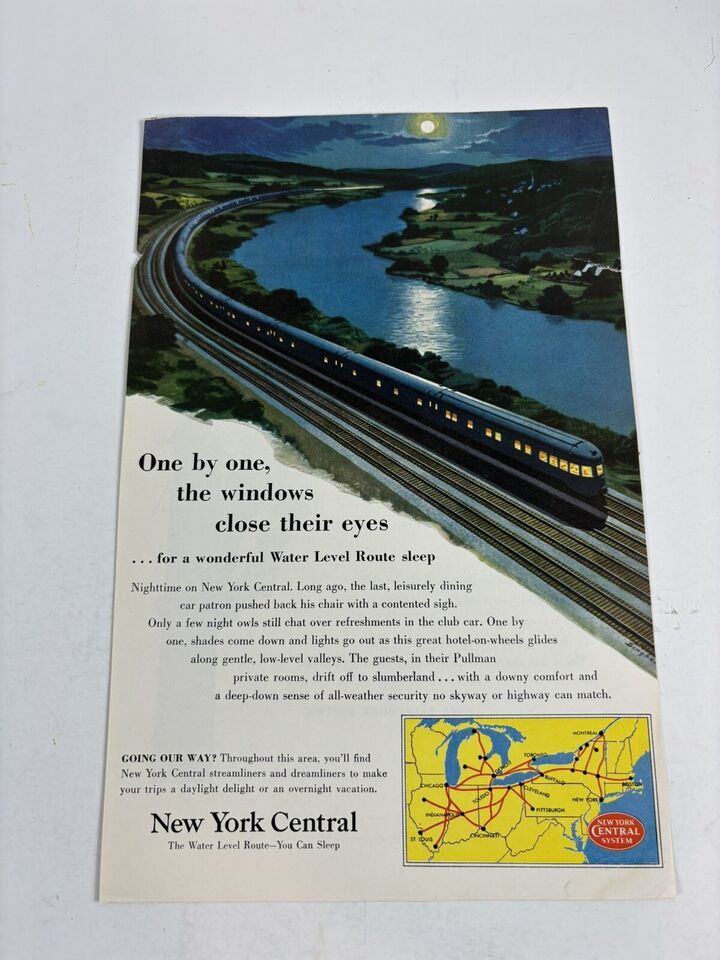 One by one,
the windows
close their eyes
... for a wonderful Water Level Route sleep
Nighttime on New York Central. Long ago, the last, leisurely dining
car patron pushed back his chair with a contented sigh.
Only a few night owls still chat over refreshments in the club car. One by
one, shades come down and lights go out as this great hotel-on-wheels glides
along gentle, low-level valleys. The guests, in their Pullman
private rooms, drift off to slumberland ... with a downy comfort and
a deep-down sense of all-weather security no skyway or highway can match.
GOING OUR WAY? Throughout this area, you'll find
New York Central streamliners and dreamliners to make
your trips a daylight delight or an overnight vacation.
New York Central
The Water Level Route—You Can Sleep
MONTREAL
TORONTO
DETROIT
BUFFALO
BOSTON
CHICAGO
TOLEDO
CLEVELAND
NEW YORK
PITTSBURGH
INDIANAPOLIS
ST LOUIS
CINCINNATI
NEW YORK
CENTRAL
SYSTEM